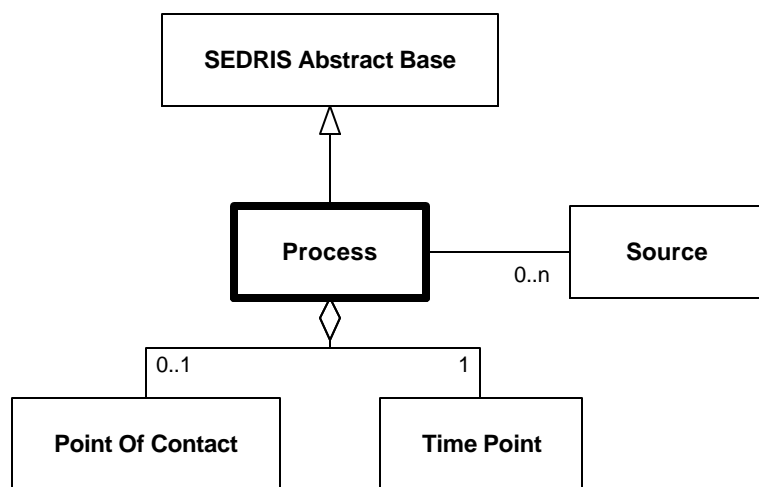 SEDRIS Abstract Base
Process
Source
0..n
0..1
1
Point Of Contact
Time Point